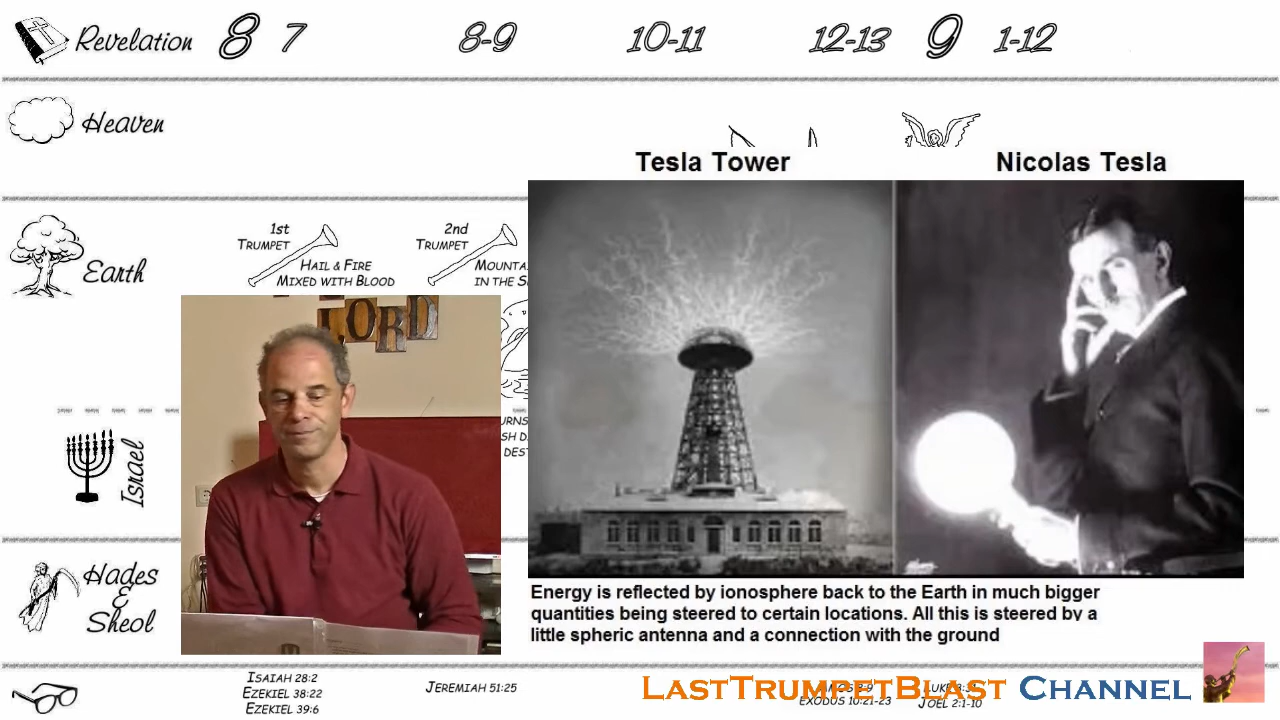 Revelation 8 7 8-9 10-11 12-13 9 1-12
Heaven
Tesla Tower Nicolas Tesla
1st
Trumpet
2nd
Trumpet
Earth
Hail & Fire
Mixed with Blood
in the
LORD
Israel
Hades
&
Sheol
Energy is reflected by ionosphere back to the Earth in much bigger
quantities being steered to certain locations. All this is steered by a
little spheric antenna and a connection with the ground
Isaiah 28:2
Ezekiel 38:22
Ezekiel 39:6
Jeremiah 51:25
Exodus 10:21-23
Joel 2:1-10
LastTrumpetBlast Channel